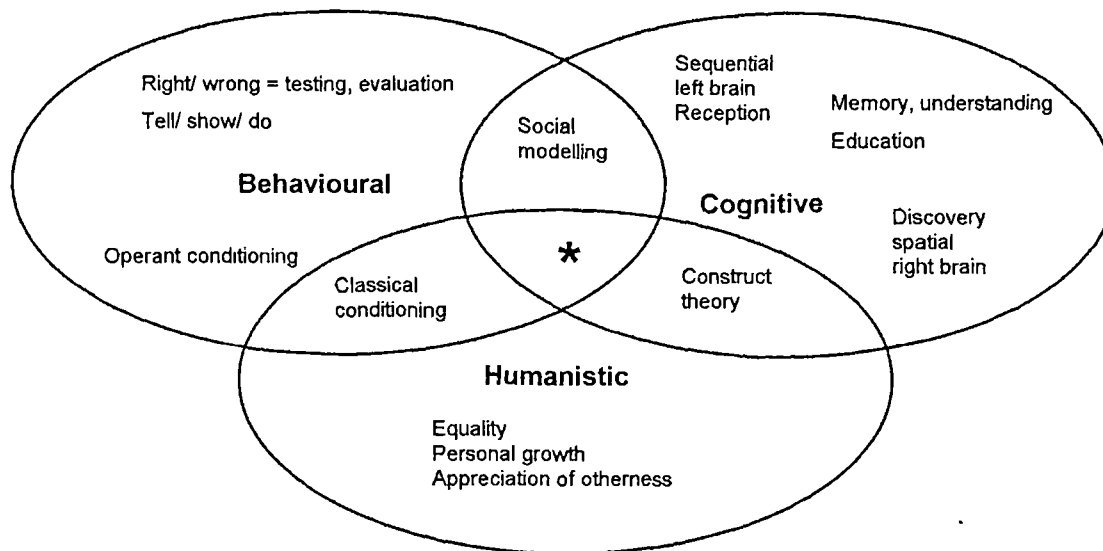 Right/ wrong = testing, evaluation
Tell/ show/ do
Behavioural
Operant conditioning
Social
modelling
Sequential
left brain
Reception
Memory, understanding
Education
Cognitive
Discovery
spatial
right brain
*
Classical
conditioning
Construct
theory
Humanistic
Equality
Personal growth
Appreciation of otherness